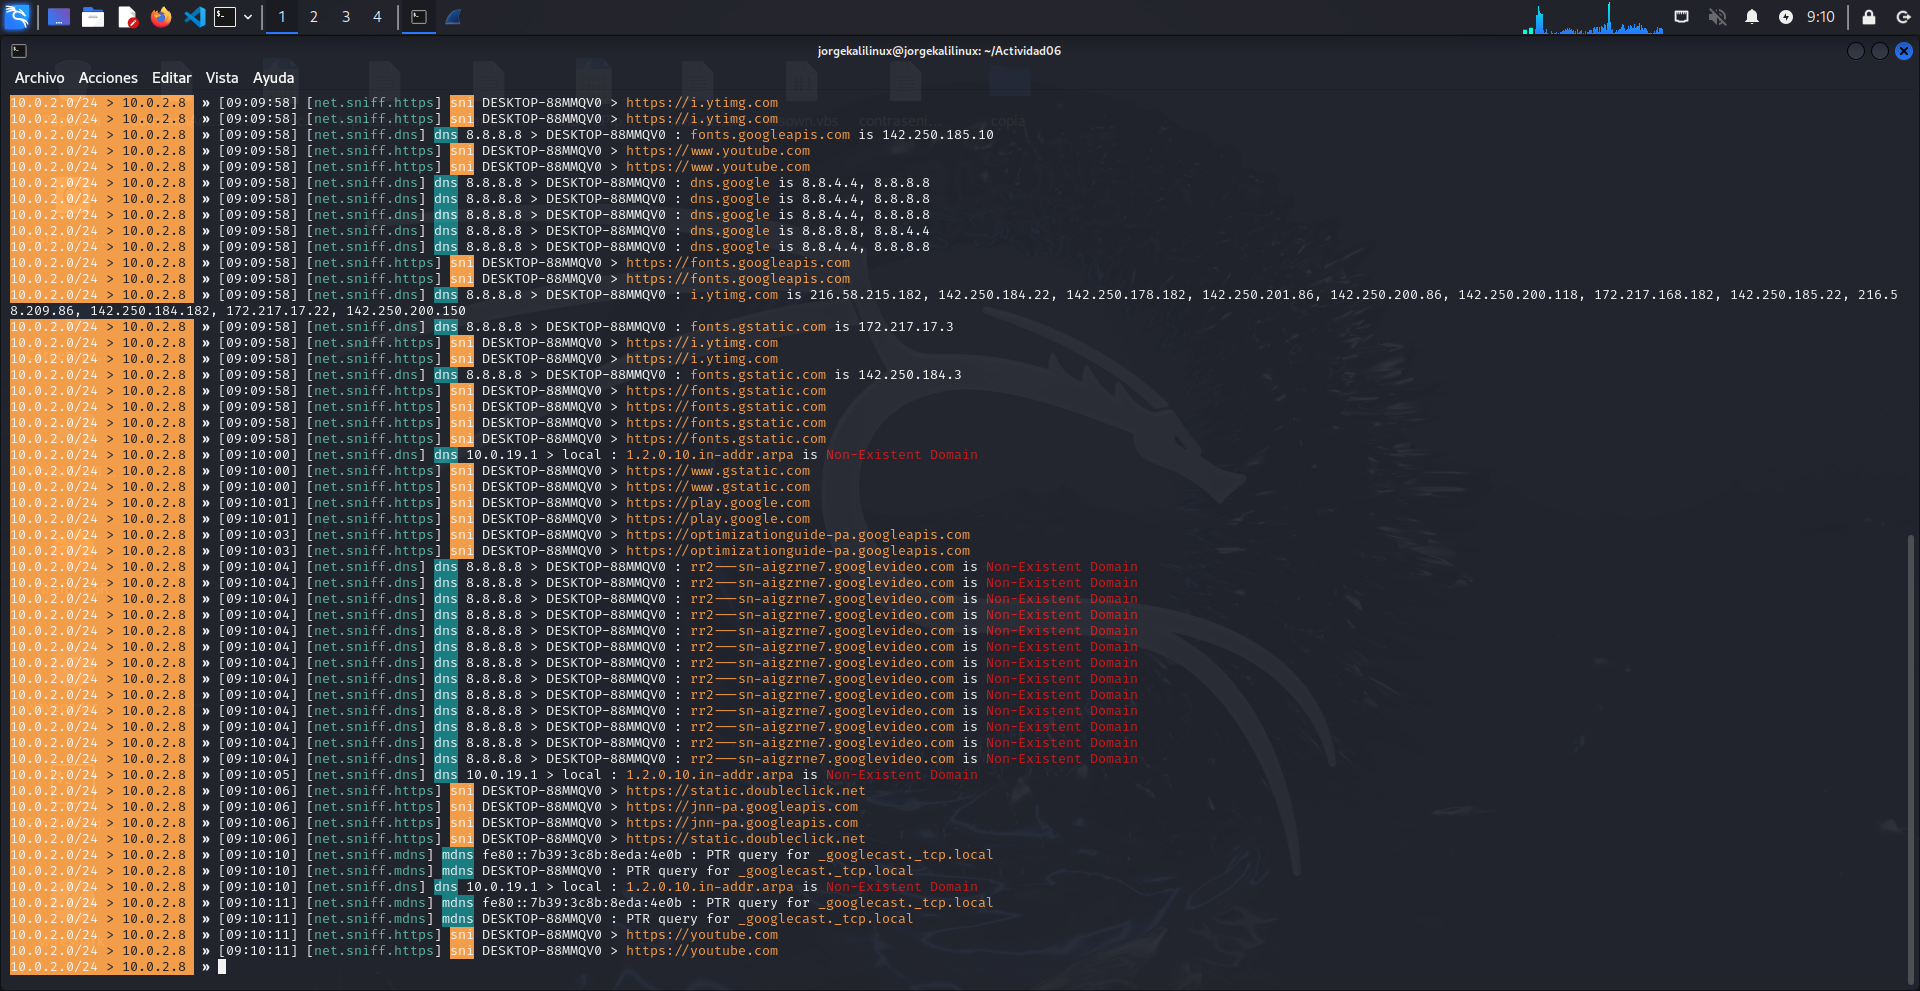 1 2 3 4 9:10
jorgekalilinux@jorgekalilinux: ~/Actividad06
Archivo Acciones Editar Vista Ayuda
10.0.2.0/24 > 10.0.2.8 » [09:09:58] [net.sniff.https] sni DESKTOP-88MMQV0 > https://i.ytimg.com
10.0.2.0/24 > 10.0.2.8 » [09:09:58] [net.sniff.https] sni DESKTOP-88MMQV0 > https://i.ytimg.com
10.0.2.0/24 > 10.0.2.8 » [09:09:58] [net.sniff.dns] dns 8.8.8.8 > DESKTOP-88MMQV0 : fonts.googleapis.com is 142.250.185.10
10.0.2.0/24 > 10.0.2.8 » [09:09:58] [net.sniff.https] sni DESKTOP-88MMQV0 > https://www.youtube.com
10.0.2.0/24 > 10.0.2.8 » [09:09:58] [net.sniff.https] sni DESKTOP-88MMQV0 > https://www.youtube.com
10.0.2.0/24 > 10.0.2.8 » [09:09:58] [net.sniff.dns] dns 8.8.8.8 > DESKTOP-88MMQV0 : dns.google is 8.8.4.4, 8.8.8.8
10.0.2.0/24 > 10.0.2.8 » [09:09:58] [net.sniff.dns] dns 8.8.8.8 > DESKTOP-88MMQV0 : dns.google is 8.8.4.4, 8.8.8.8
10.0.2.0/24 > 10.0.2.8 » [09:09:58] [net.sniff.dns] dns 8.8.8.8 > DESKTOP-88MMQV0 : dns.google is 8.8.4.4, 8.8.8.8
10.0.2.0/24 > 10.0.2.8 » [09:09:58] [net.sniff.dns] dns 8.8.8.8 > DESKTOP-88MMQV0 : dns.google is 8.8.8.8, 8.8.4.4
10.0.2.0/24 > 10.0.2.8 » [09:09:58] [net.sniff.dns] dns 8.8.8.8 > DESKTOP-88MMQV0 : dns.google is 8.8.4.4, 8.8.8.8
10.0.2.0/24 > 10.0.2.8 » [09:09:58] [net.sniff.https] sni DESKTOP-88MMQV0 > https://fonts.googleapis.com
10.0.2.0/24 > 10.0.2.8 » [09:09:58] [net.sniff.https] sni DESKTOP-88MMQV0 > https://fonts.googleapis.com
10.0.2.0/24 > 10.0.2.8 » [09:09:58] [net.sniff.dns] dns 8.8.8.8 > DESKTOP-88MMQV0 : i.ytimg.com is 216.58.215.182, 142.250.184.22, 142.250.178.182, 142.250.201.86, 142.250.200.86, 142.250.200.118, 172.217.168.182, 142.250.185.22, 216.5
8.209.86, 142.250.184.182, 172.217.17.22, 142.250.200.150
10.0.2.0/24 > 10.0.2.8 » [09:09:58] [net.sniff.dns] dns 8.8.8.8 > DESKTOP-88MMQV0 : fonts.gstatic.com is 172.217.17.3
10.0.2.0/24 > 10.0.2.8 » [09:09:58] [net.sniff.https] sni DESKTOP-88MMQV0 > https://i.ytimg.com
10.0.2.0/24 > 10.0.2.8 » [09:09:58] [net.sniff.https] sni DESKTOP-88MMQV0 > https://i.ytimg.com
10.0.2.0/24 > 10.0.2.8 » [09:09:58] [net.sniff.dns] dns 8.8.8.8 > DESKTOP-88MMQV0 : fonts.gstatic.com is 142.250.184.3
10.0.2.0/24 > 10.0.2.8 » [09:09:58] [net.sniff.https] sni DESKTOP-88MMQV0 > https://fonts.gstatic.com
10.0.2.0/24 > 10.0.2.8 » [09:09:58] [net.sniff.https] sni DESKTOP-88MMQV0 > https://fonts.gstatic.com
10.0.2.0/24 > 10.0.2.8 » [09:09:58] [net.sniff.https] sni DESKTOP-88MMQV0 > https://fonts.gstatic.com
10.0.2.0/24 > 10.0.2.8 » [09:09:58] [net.sniff.https] sni DESKTOP-88MMQV0 > https://fonts.gstatic.com
10.0.2.0/24 > 10.0.2.8 » [09:10:00] [net.sniff.dns] dns 10.0.19.1 > local : 1.2.0.10.in-addr.arpa is Non-Existent Domain
10.0.2.0/24 > 10.0.2.8 » [09:10:00] [net.sniff.https] sni DESKTOP-88MMQV0 > https://www.gstatic.com
10.0.2.0/24 > 10.0.2.8 » [09:10:00] [net.sniff.https] sni DESKTOP-88MMQV0 > https://www.gstatic.com
10.0.2.0/24 > 10.0.2.8 » [09:10:01] [net.sniff.https] sni DESKTOP-88MMQV0 > https://play.google.com
10.0.2.0/24 > 10.0.2.8 » [09:10:01] [net.sniff.https] sni DESKTOP-88MMQV0 > https://play.google.com
10.0.2.0/24 > 10.0.2.8 » [09:10:03] [net.sniff.https] sni DESKTOP-88MMQV0 > https://optimizationguide-pa.googleapis.com
10.0.2.0/24 > 10.0.2.8 » [09:10:03] [net.sniff.https] sni DESKTOP-88MMQV0 > https://optimizationguide-pa.googleapis.com
10.0.2.0/24 > 10.0.2.8 » [09:10:04] [net.sniff.dns] dns 8.8.8.8 > DESKTOP-88MMQV0 : rr2---sn-aigzrne7.googlevideo.com is Non-Existent Domain
10.0.2.0/24 > 10.0.2.8 » [09:10:04] [net.sniff.dns] dns 8.8.8.8 > DESKTOP-88MMQV0 : rr2---sn-aigzrne7.googlevideo.com is Non-Existent Domain
10.0.2.0/24 > 10.0.2.8 » [09:10:04] [net.sniff.dns] dns 8.8.8.8 > DESKTOP-88MMQV0 : rr2---sn-aigzrne7.googlevideo.com is Non-Existent Domain
10.0.2.0/24 > 10.0.2.8 » [09:10:04] [net.sniff.dns] dns 8.8.8.8 > DESKTOP-88MMQV0 : rr2---sn-aigzrne7.googlevideo.com is Non-Existent Domain
10.0.2.0/24 > 10.0.2.8 » [09:10:04] [net.sniff.dns] dns 8.8.8.8 > DESKTOP-88MMQV0 : rr2---sn-aigzrne7.googlevideo.com is Non-Existent Domain
10.0.2.0/24 > 10.0.2.8 » [09:10:04] [net.sniff.dns] dns 8.8.8.8 > DESKTOP-88MMQV0 : rr2---sn-aigzrne7.googlevideo.com is Non-Existent Domain
10.0.2.0/24 > 10.0.2.8 » [09:10:04] [net.sniff.dns] dns 8.8.8.8 > DESKTOP-88MMQV0 : rr2---sn-aigzrne7.googlevideo.com is Non-Existent Domain
10.0.2.0/24 > 10.0.2.8 » [09:10:04] [net.sniff.dns] dns 8.8.8.8 > DESKTOP-88MMQV0 : rr2---sn-aigzrne7.googlevideo.com is Non-Existent Domain
10.0.2.0/24 > 10.0.2.8 » [09:10:04] [net.sniff.dns] dns 8.8.8.8 > DESKTOP-88MMQV0 : rr2---sn-aigzrne7.googlevideo.com is Non-Existent Domain
10.0.2.0/24 > 10.0.2.8 » [09:10:04] [net.sniff.dns] dns 8.8.8.8 > DESKTOP-88MMQV0 : rr2---sn-aigzrne7.googlevideo.com is Non-Existent Domain
10.0.2.0/24 > 10.0.2.8 » [09:10:04] [net.sniff.dns] dns 8.8.8.8 > DESKTOP-88MMQV0 : rr2---sn-aigzrne7.googlevideo.com is Non-Existent Domain
10.0.2.0/24 > 10.0.2.8 » [09:10:04] [net.sniff.dns] dns 8.8.8.8 > DESKTOP-88MMQV0 : rr2---sn-aigzrne7.googlevideo.com is Non-Existent Domain
10.0.2.0/24 > 10.0.2.8 » [09:10:04] [net.sniff.dns] dns 8.8.8.8 > DESKTOP-88MMQV0 : rr2---sn-aigzrne7.googlevideo.com is Non-Existent Domain
10.0.2.0/24 > 10.0.2.8 » [09:10:05] [net.sniff.dns] dns 10.0.19.1 > local : 1.2.0.10.in-addr.arpa is Non-Existent Domain
10.0.2.0/24 > 10.0.2.8 » [09:10:06] [net.sniff.https] sni DESKTOP-88MMQV0 > https://static.doubleclick.net
10.0.2.0/24 > 10.0.2.8 » [09:10:06] [net.sniff.https] sni DESKTOP-88MMQV0 > https://jnn-pa.googleapis.com
10.0.2.0/24 > 10.0.2.8 » [09:10:06] [net.sniff.https] sni DESKTOP-88MMQV0 > https://jnn-pa.googleapis.com
10.0.2.0/24 > 10.0.2.8 » [09:10:06] [net.sniff.https] sni DESKTOP-88MMQV0 > https://static.doubleclick.net
10.0.2.0/24 > 10.0.2.8 » [09:10:10] [net.sniff.mdns] mdns fe80::7b39:3c8b:8eda:4e0b : PTR query for _googlecast._tcp.local
10.0.2.0/24 > 10.0.2.8 » [09:10:10] [net.sniff.mdns] mdns DESKTOP-88MMQV0 : PTR query for _googlecast._tcp.local
10.0.2.0/24 > 10.0.2.8 » [09:10:10] [net.sniff.dns] dns 10.0.19.1 > local : 1.2.0.10.in-addr.arpa is Non-Existent Domain
10.0.2.0/24 > 10.0.2.8 » [09:10:11] [net.sniff.mdns] mdns fe80::7b39:3c8b:8eda:4e0b : PTR query for _googlecast._tcp.local
10.0.2.0/24 > 10.0.2.8 » [09:10:11] [net.sniff.mdns] mdns DESKTOP-88MMQV0 : PTR query for _googlecast._tcp.local
10.0.2.0/24 > 10.0.2.8 » [09:10:11] [net.sniff.https] sni DESKTOP-88MMQV0 > https://youtube.com
10.0.2.0/24 > 10.0.2.8 » [09:10:11] [net.sniff.https] sni DESKTOP-88MMQV0 > https://youtube.com
10.0.2.0/24 > 10.0.2.8 »